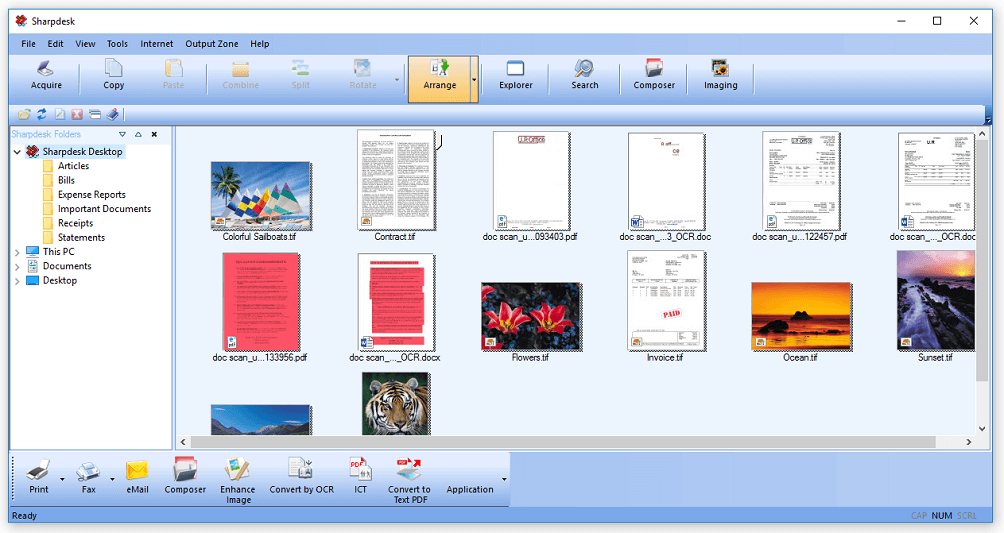 Sharpdesk
File Edit View Tools Internet Output Zone Help
Acquire Copy Paste Combine Split Rotate Arrange Explorer Search Composer Imaging
Sharpdesk Folders
Sharpdesk Desktop
Articles
Bills
Expense Reports
Important Documents
Receipts
Statements
This PC
Documents
Desktop
Colorful Sailboats.tif Contract.tif doc scan_u...093403.pdf doc scan_...3_OCR.doc doc scan_u...122457.pdf doc scan_..._OCR.doc
doc scan_u...133956.pdf doc scan_..._OCR.docx Flowers.tif Invoice.tif Ocean.tif Sunset.tif
PAID
Print Fax eMail Composer Enhance Image Convert by OCR ICT Convert to Text PDF Application
Ready CAP NUM SCRL